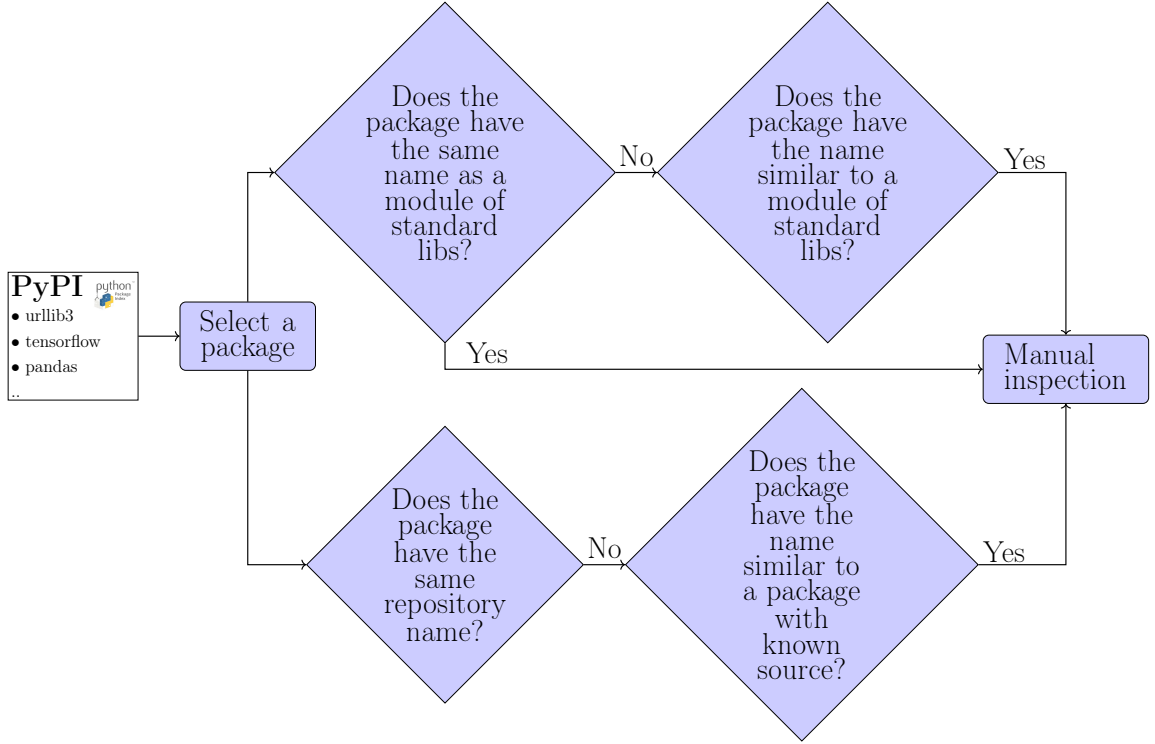 Does the
package have
the same
name as a
module of
standard
libs?
No
Does the
package have
the name
similar to a
module of
standard
libs?
Yes
PyPI
python
Package
Index
• urllib3
• tensorflow
• pandas
..
Select a
package
Yes
Manual
inspection
Does the
package
have the
same
repository
name?
No
Does the
package
have the
name
similar to
a package
with
known
source?
Yes